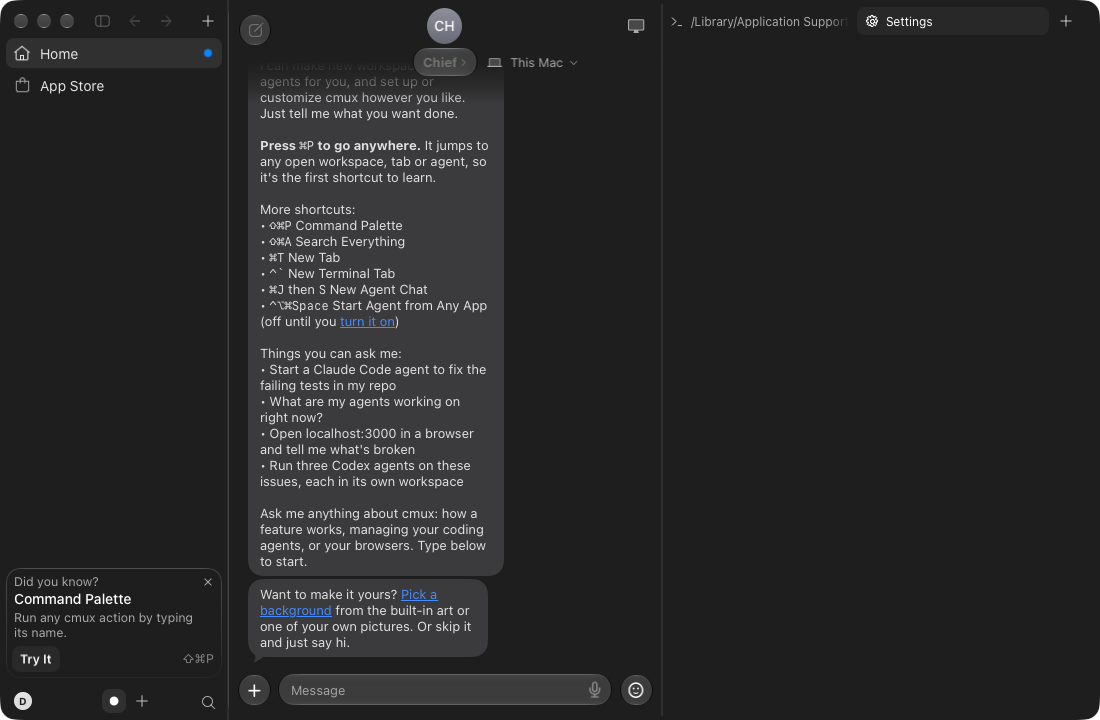 Home
App Store
Did you know?
Command Palette
Run any cmux action by typing
its name.
Try It
⇧⌘P
D
CH
Chief
This Mac
I can make new
agents for you, and set up or
customize cmux however you like.
Just tell me what you want done.
Press ⌘P to go anywhere. It jumps to
any open workspace, tab or agent, so
it's the first shortcut to learn.
More shortcuts:
• ⇧⌘P Command Palette
• ⇧⌘A Search Everything
• ⌘T New Tab
• ^` New Terminal Tab
• ⌘J then S New Agent Chat
• ^⌥⌘Space Start Agent from Any App
(off until you turn it on)
Things you can ask me:
• Start a Claude Code agent to fix the
failing tests in my repo
• What are my agents working on
right now?
• Open localhost:3000 in a browser
and tell me what's broken
• Run three Codex agents on these
issues, each in its own workspace
Ask me anything about cmux: how a
feature works, managing your coding
agents, or your browsers. Type below
to start.
Want to make it yours? Pick a
background from the built-in art or
one of your own pictures. Or skip it
and just say hi.
Message
/Library/Application Support
Settings